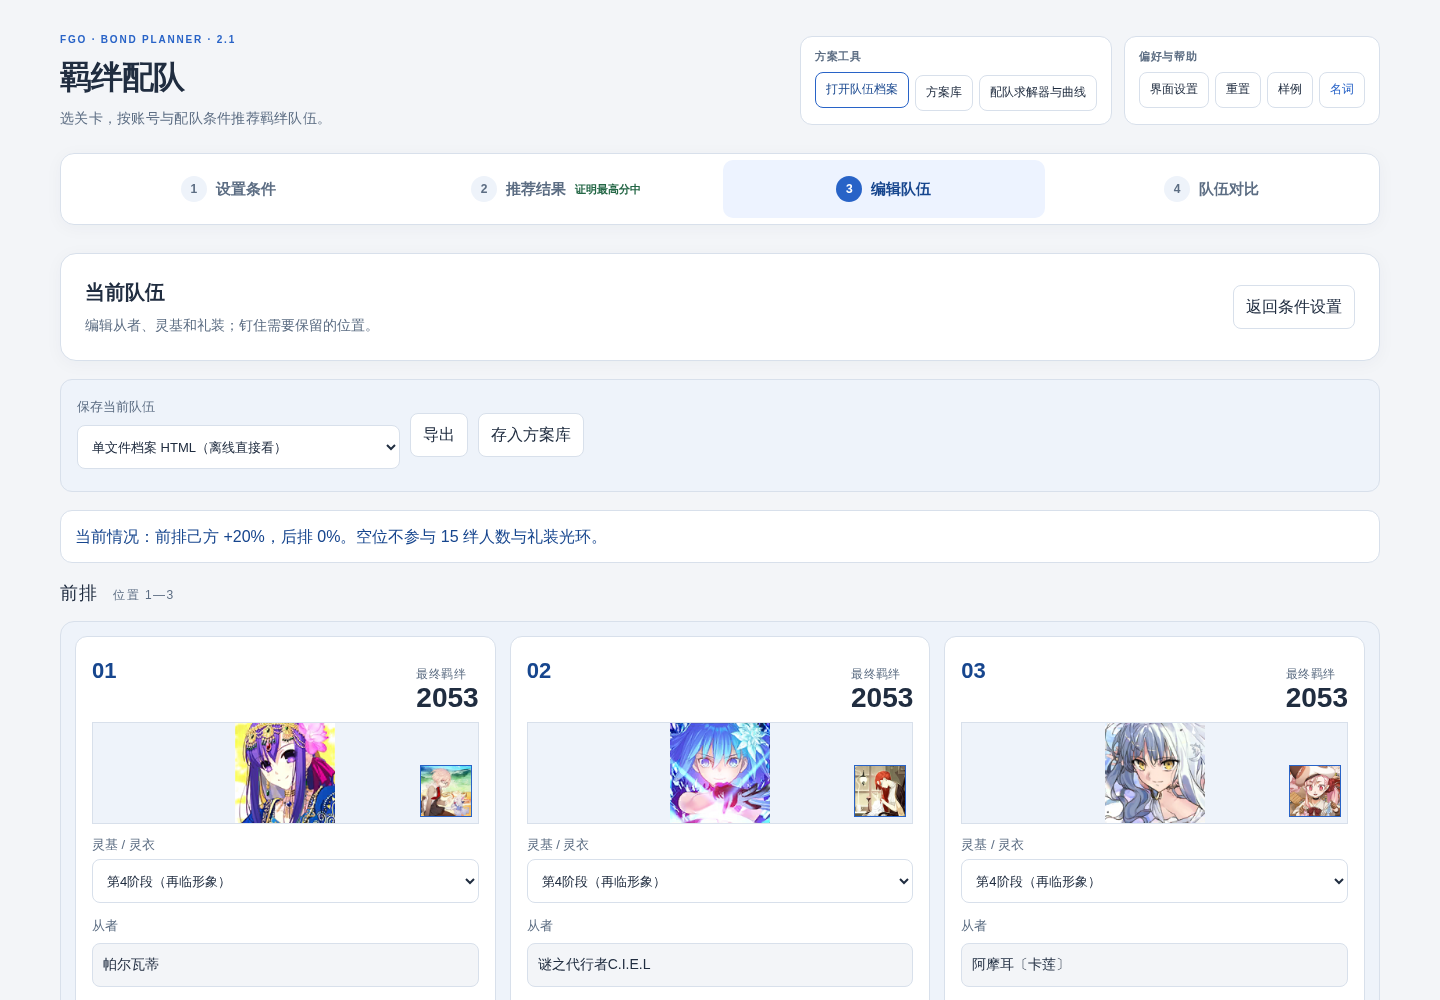 FGO · BOND PLANNER · 2.1
羁绊配队
选关卡，按账号与配队条件推荐羁绊队伍。
方案工具
打开队伍档案 方案库 配队求解器与曲线
偏好与帮助
界面设置 重置 样例 名词
1 设置条件
2 推荐结果 证明最高分中
3 编辑队伍
4 队伍对比
当前队伍
编辑从者、灵基和礼装；钉住需要保留的位置。
返回条件设置
保存当前队伍
单文件档案 HTML（离线直接看） 导出 存入方案库
当前情况：前排己方 +20%，后排 0%。空位不参与 15 绊人数与礼装光环。
前排 位置 1—3
01
最终羁绊
2053
灵基 / 灵衣
第4阶段（再临形象）
从者
帕尔瓦蒂
02
最终羁绊
2053
灵基 / 灵衣
第4阶段（再临形象）
从者
谜之代行者C.I.E.L
03
最终羁绊
2053
灵基 / 灵衣
第4阶段（再临形象）
从者
阿摩耳〔卡莲〕